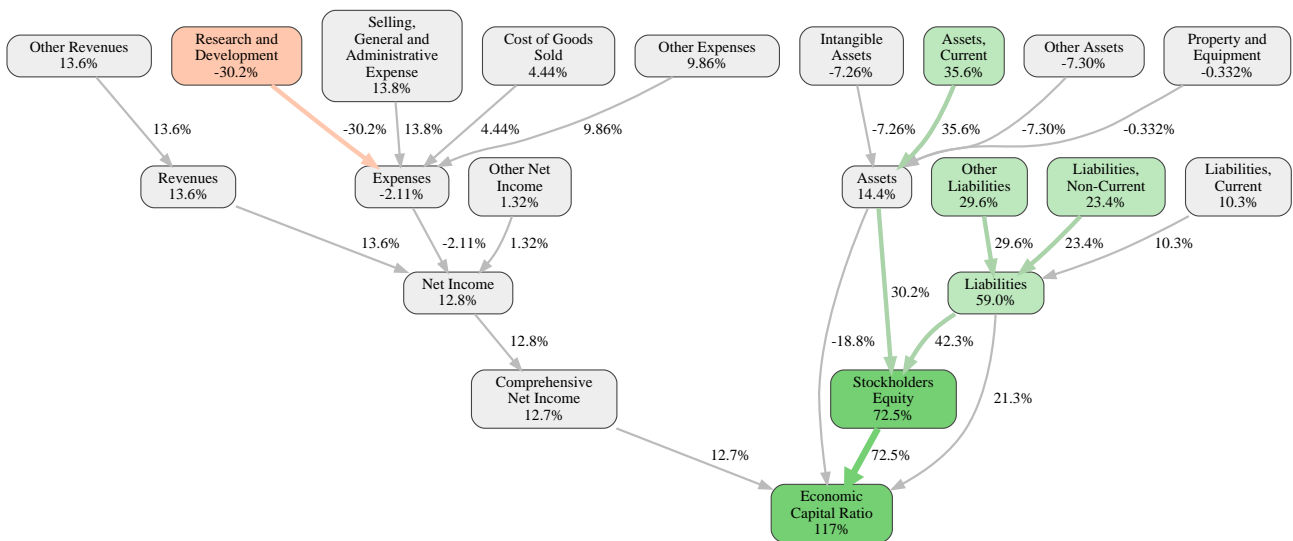 Other Revenues
13.6%
Research and
Development
-30.2%
Selling,
General and
Administrative
Expense
13.8%
Cost of Goods
Sold
4.44%
Other Expenses
9.86%
Intangible
Assets
-7.26%
Assets,
Current
35.6%
Other Assets
-7.30%
Property and
Equipment
-0.332%
13.6%
-30.2%
13.8%
4.44%
9.86%
-7.26%
35.6%
-7.30%
-0.332%
Revenues
13.6%
Expenses
-2.11%
Other Net
Income
1.32%
Assets
14.4%
Other
Liabilities
29.6%
Liabilities,
Non-Current
23.4%
Liabilities,
Current
10.3%
13.6%
-2.11%
1.32%
29.6%
23.4%
10.3%
Net Income
12.8%
30.2%
Liabilities
59.0%
12.8%
-18.8%
42.3%
Comprehensive
Net Income
12.7%
Stockholders
Equity
72.5%
21.3%
12.7%
72.5%
Economic
Capital Ratio
117%